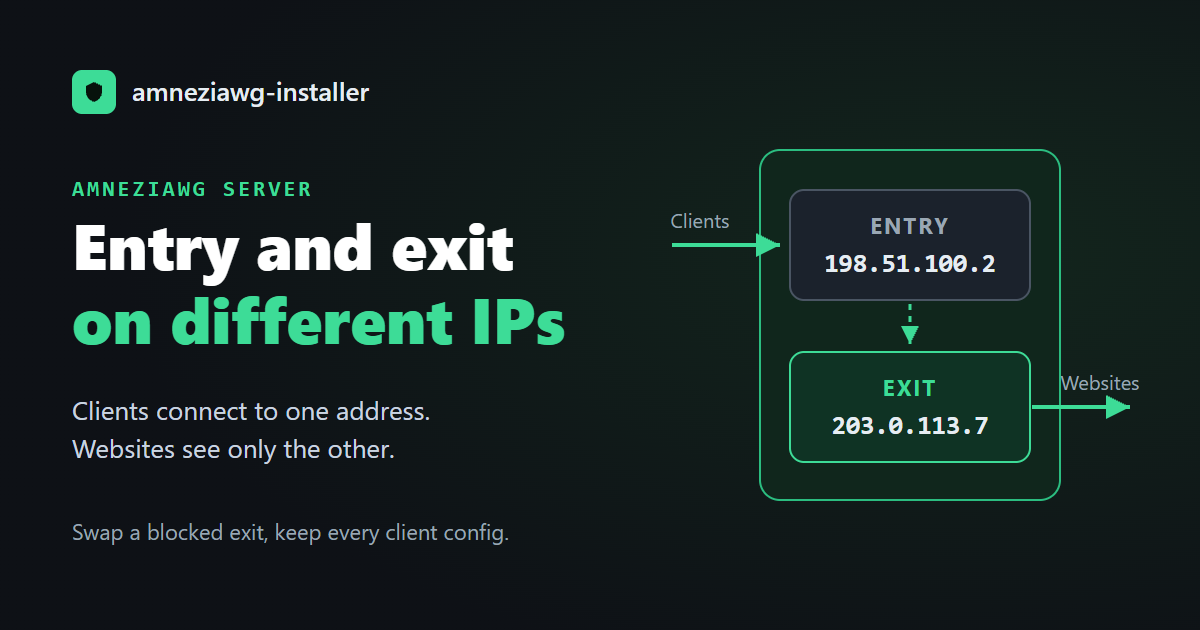 amneziawg-installer
AMNEZIAWG SERVER
Entry and exit
on different IPs
Clients connect to one address.
Websites see only the other.
Swap a blocked exit, keep every client config.
Clients
ENTRY
198.51.100.2
EXIT
203.0.113.7
Websites